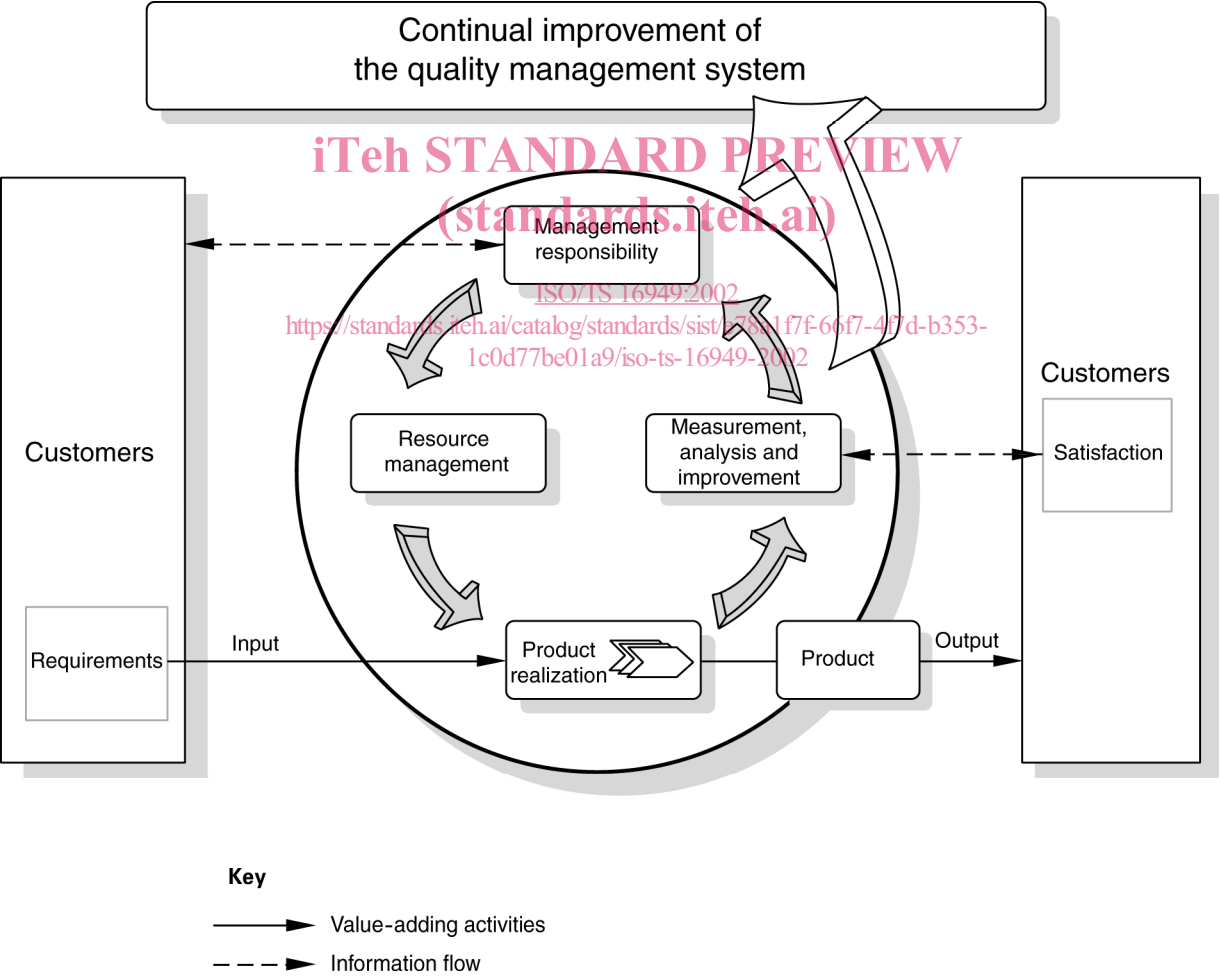 Continual improvement of
the quality management system
iTeh STANDARD PREVIEW
(standards.iteh.ai)
Management
responsibility
ISO/TS 16949:2002
https://standards.iteh.ai/catalog/standards/sist/e78a1f7f-66f7-4f7d-b353-
1c0d77be01a9/iso-ts-16949-2002
Customers
Resource
management
Measurement,
analysis and
improvement
Customers
Satisfaction
Requirements
Input
Product
realization
Product
Output
Key
Value-adding activities
Information flow